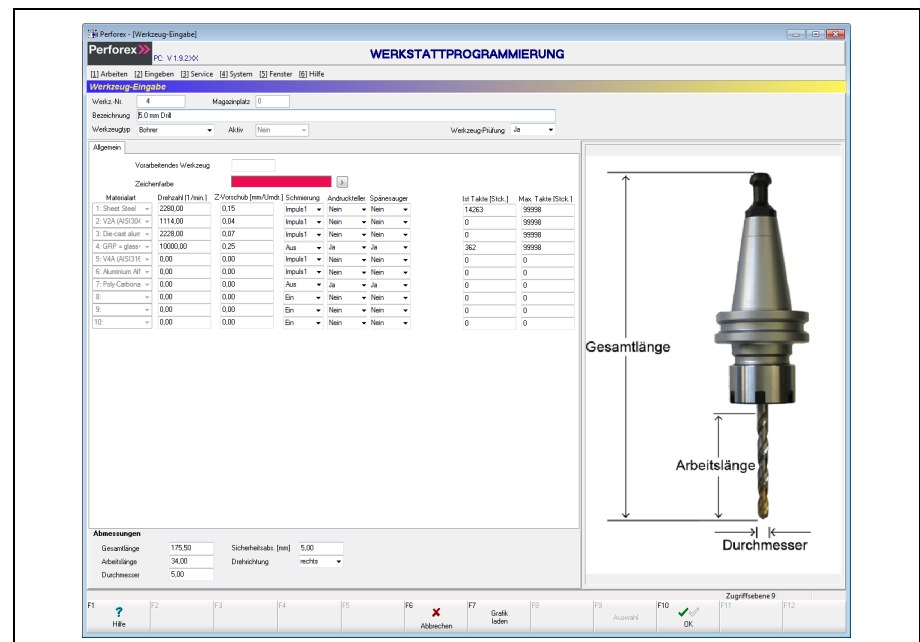 Perforex - [Werkzeug-Eingabe]
Perforex
PC: V 1.9.2.XX
WERKSTATTPROGRAMMIERUNG
[1] Arbeiten [2] Eingeben [3] Service [4] System [5] Fenster [6] Hilfe
Werkzeug-Eingabe
Werkz.-Nr. 4 Magazinplatz 0
Bezeichnung 5.0 mm Drill
Werkzeugtyp Bohrer Aktiv Nein Werkzeug-Prüfung Ja
Allgemein
Vorarbeitendes Werkzeug
Zeichenfarbe >
Materialart Drehzahl [1/min.] Z-Vorschub [mm/Umdr.] Schmierung Andruckteller Spänesauger Ist Takte [Stck.] Max. Takte [Stck.]
1: Sheet Steel 2280,00 0,15 Impuls1 Nein Nein 14263 99998
2: V2A (AISI304 1114,00 0,04 Impuls1 Nein Nein 0 99998
3: Die-cast alum 2228,00 0,07 Impuls1 Nein Nein 0 99998
4: GRP = glass- 10000,00 0,25 Aus Ja Ja 362 99998
5: V4A (AISI316 0,00 0,00 Impuls1 Nein Nein 0 0
6: Aluminium Alf 0,00 0,00 Impuls1 Nein Nein 0 0
7: Poly-Carbona 0,00 0,00 Aus Ja Ja 0 0
8: 0,00 0,00 Ein Nein Nein 0 0
9: 0,00 0,00 Ein Nein Nein 0 0
10: 0,00 0,00 Ein Nein Nein 0 0
Gesamtlänge
Arbeitslänge
Durchmesser
Abmessungen
Gesamtlänge 175,50 Sicherheitsabs. [mm] 5,00
Arbeitslänge 34,00 Drehrichtung rechts
Durchmesser 5,00
Zugriffsebene 9
F1 Hilfe
F2
F3
F4
F5
F6 Abbrechen
F7 Grafik laden
F8
F9 Auswahl
F10 OK
F11
F12